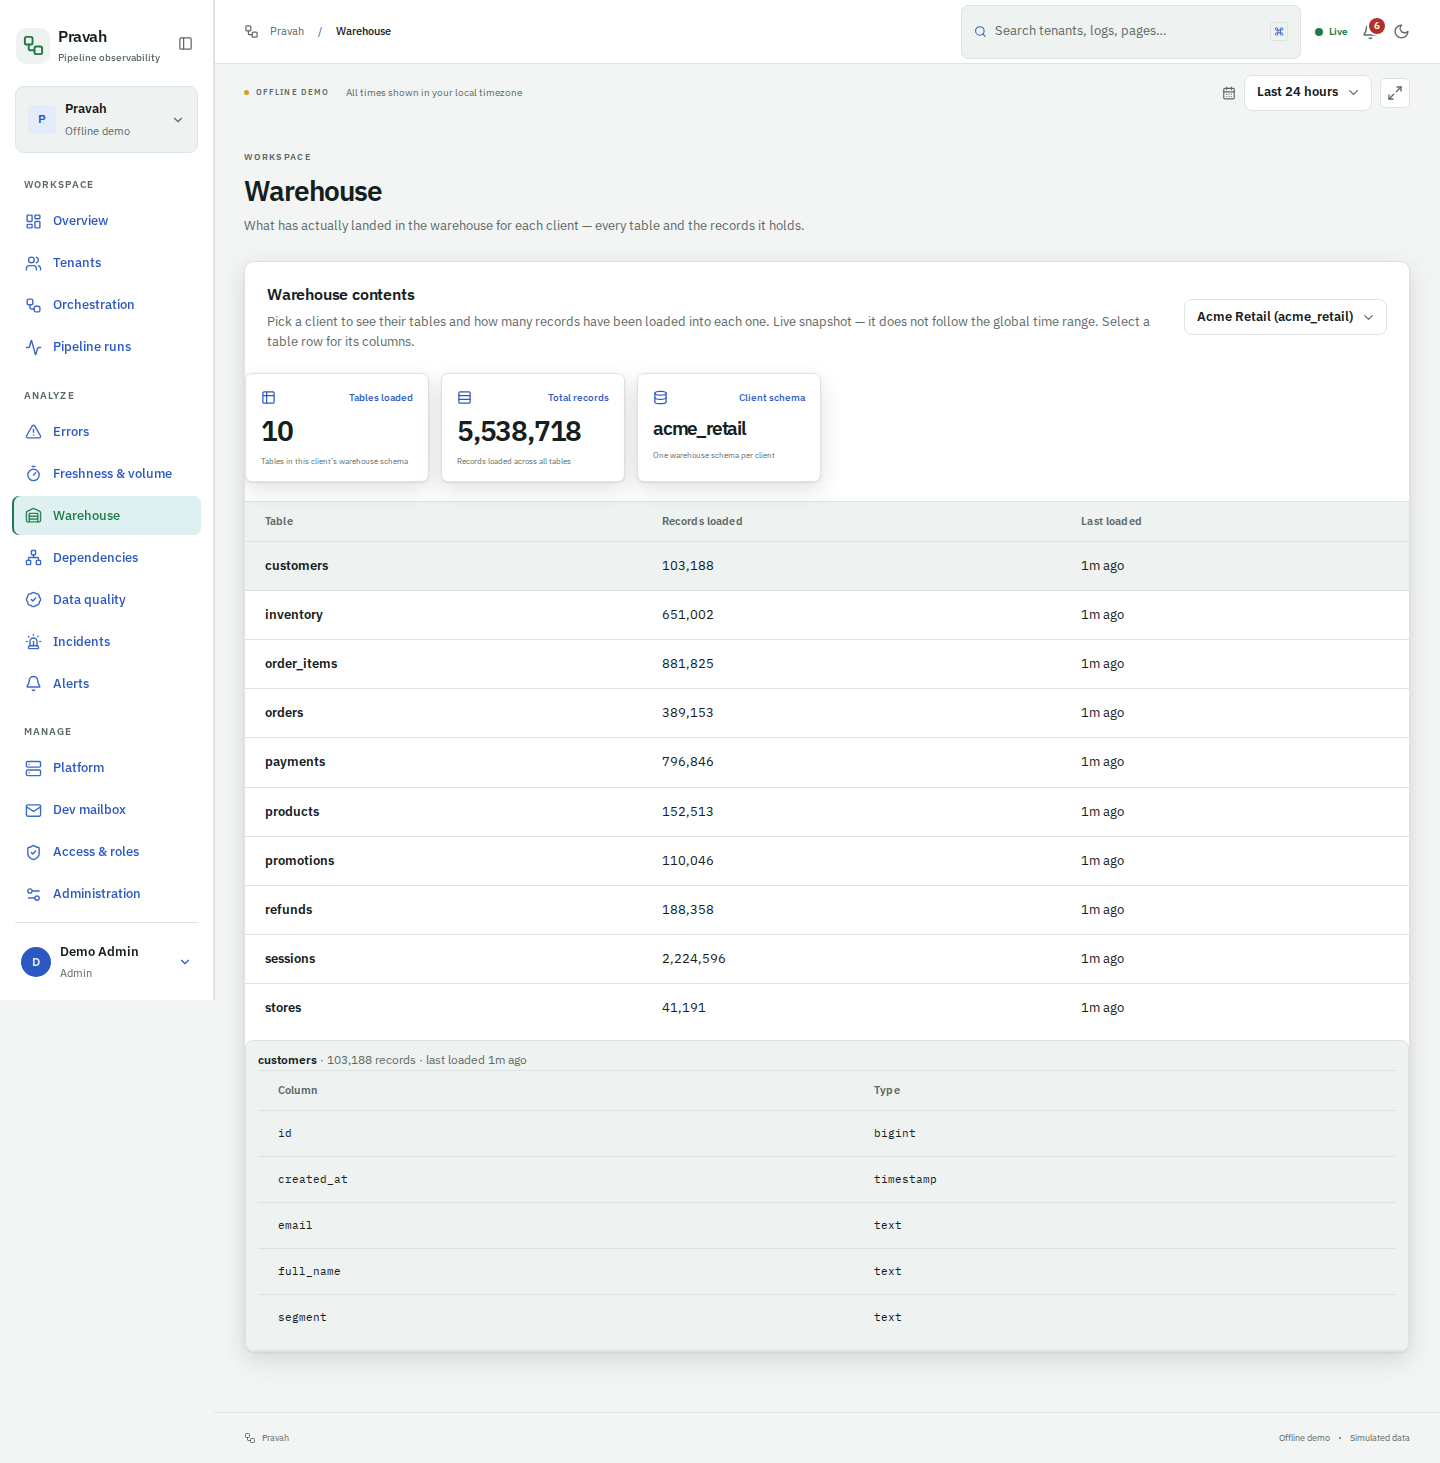 Pravah
Pipeline observability
P
Pravah
Offline demo
WORKSPACE
Overview
Tenants
Orchestration
Pipeline runs
ANALYZE
Errors
Freshness & volume
Warehouse
Dependencies
Data quality
Incidents
Alerts
MANAGE
Platform
Dev mailbox
Access & roles
Administration
D
Demo Admin
Admin
Pravah / Warehouse
Search tenants, logs, pages...
⌘
Live
6
OFFLINE DEMO All times shown in your local timezone
Last 24 hours
WORKSPACE
Warehouse
What has actually landed in the warehouse for each client — every table and the records it holds.
Warehouse contents
Pick a client to see their tables and how many records have been loaded into each one. Live snapshot — it does not follow the global time range. Select a
table row for its columns.
Acme Retail (acme_retail)
Tables loaded
10
Tables in this client's warehouse schema
Total records
5,538,718
Records loaded across all tables
Client schema
acme_retail
One warehouse schema per client
Table Records loaded Last loaded
customers 103,188 1m ago
inventory 651,002 1m ago
order_items 881,825 1m ago
orders 389,153 1m ago
payments 796,846 1m ago
products 152,513 1m ago
promotions 110,046 1m ago
refunds 188,358 1m ago
sessions 2,224,596 1m ago
stores 41,191 1m ago
customers · 103,188 records · last loaded 1m ago
Column Type
id bigint
created_at timestamp
email text
full_name text
segment text
Pravah
Offline demo • Simulated data